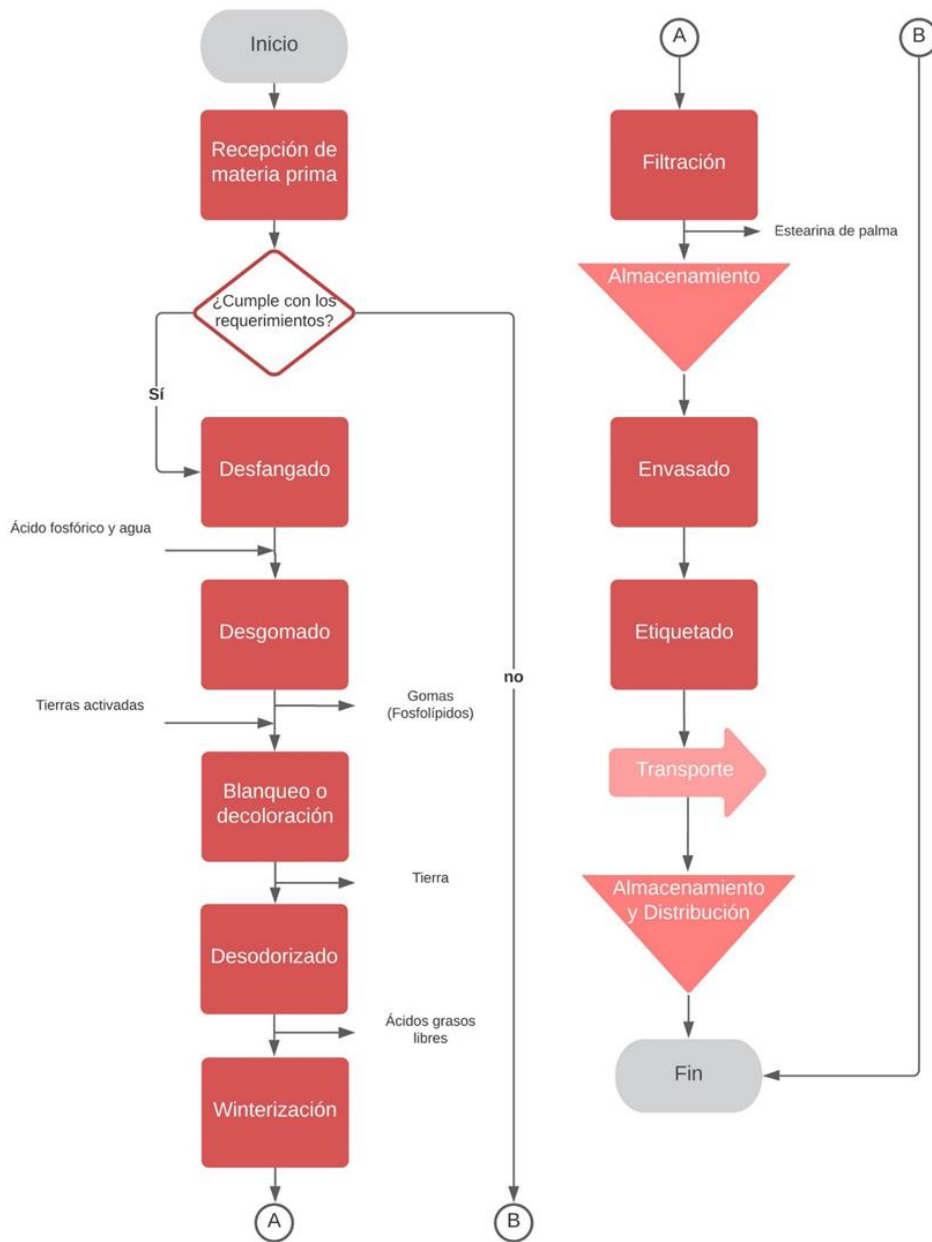 Inicio
Recepción de
materia prima
¿Cumple con los
requerimientos?
Sí
no
Desfangado
Ácido fosfórico y agua
Desgomado
Gomas
(Fosfolípidos)
Tierras activadas
Blanqueo o
decoloración
Tierra
Desodorizado
Ácidos grasos
libres
Winterización
A
B
A
Filtración
Estearina de palma
Almacenamiento
Envasado
Etiquetado
Transporte
Almacenamiento
y Distribución
Fin
B